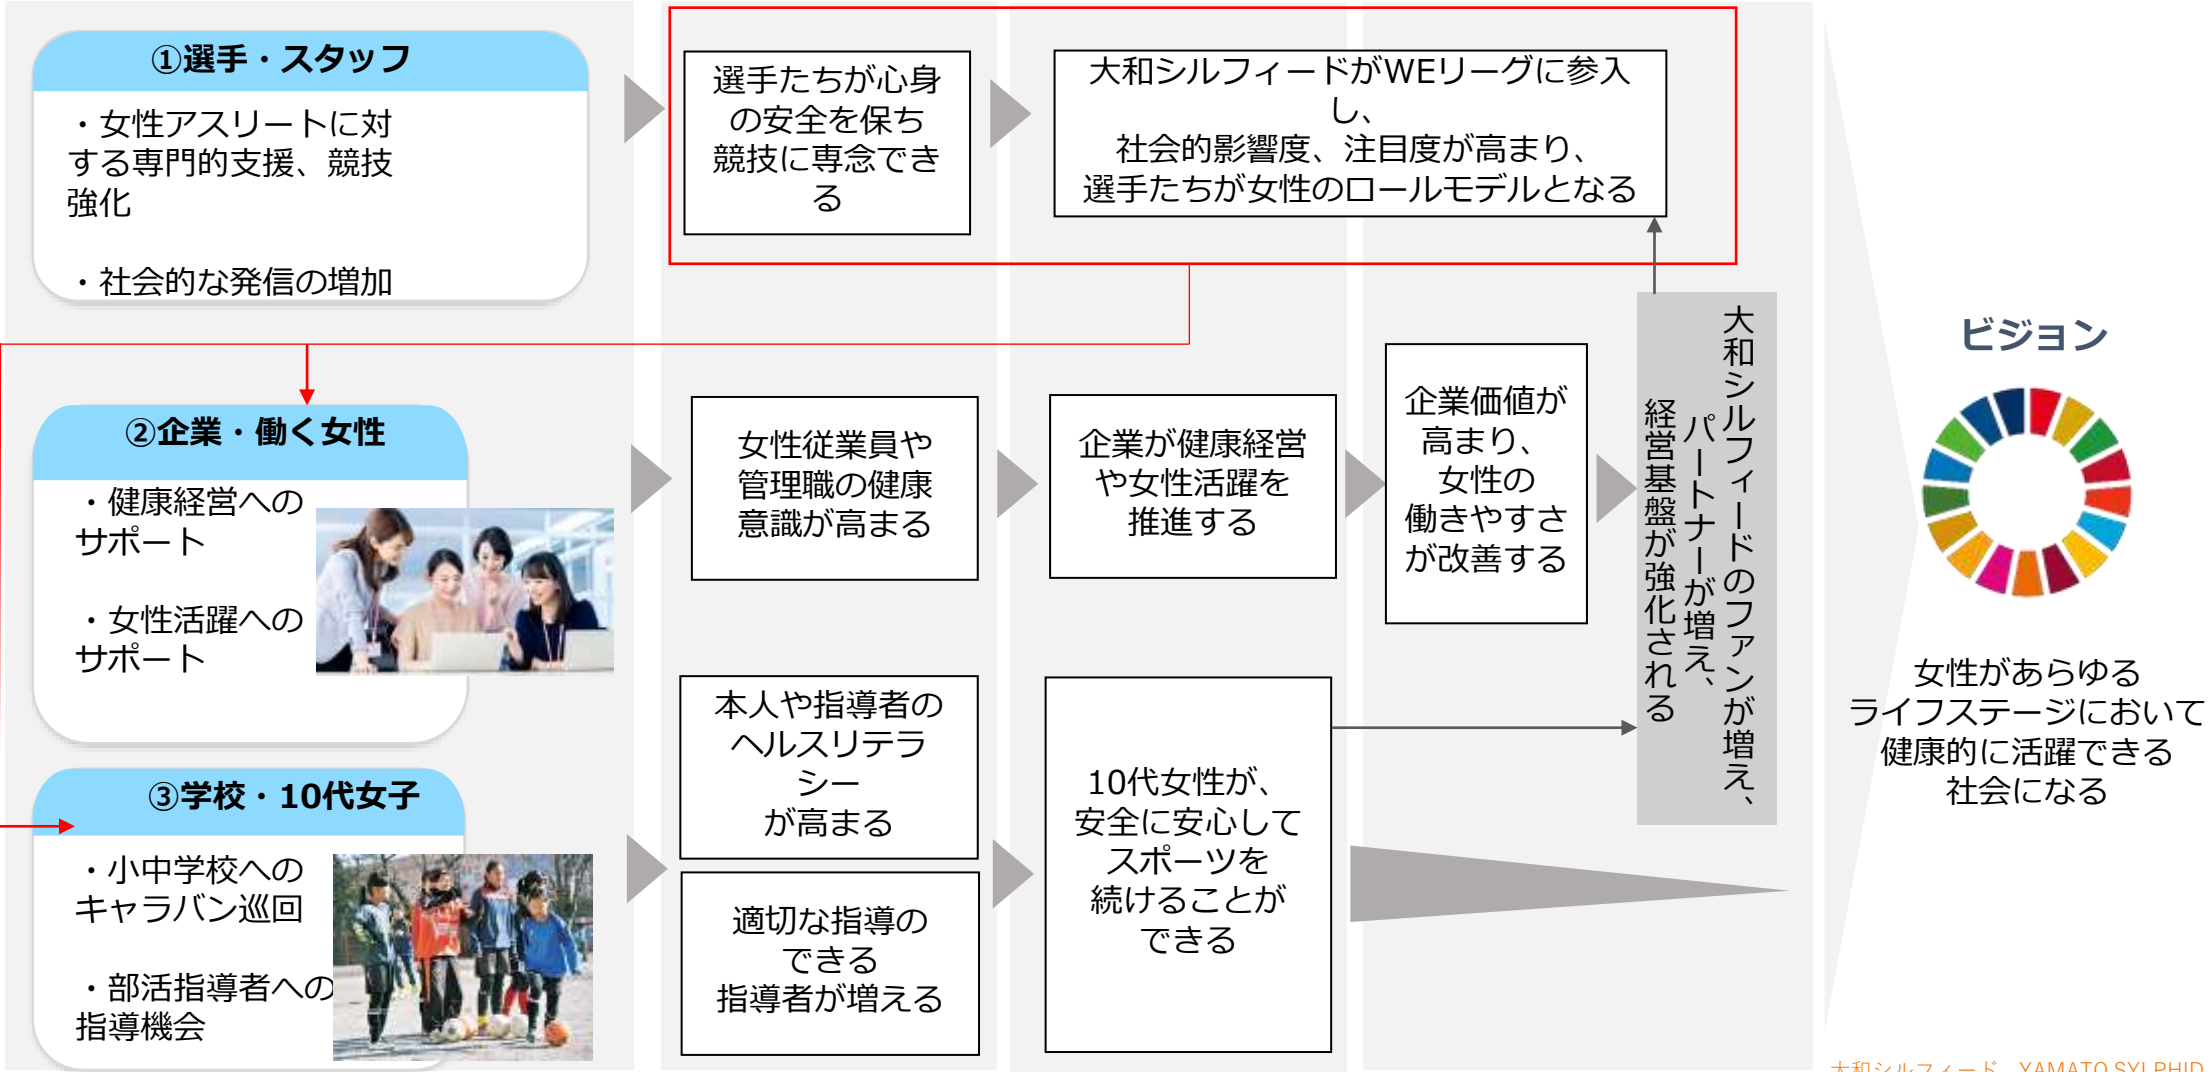 ①選手・スタッフ
・女性アスリートに対
する専門的支援、競技
強化
・社会的な発信の増加
選手たちが心身
の安全を保ち
競技に専念でき
る
大和シルフィードがWEリーグに参入
し、
社会的影響度、注目度が高まり、
選手たちが女性のロールモデルとなる
②企業・働く女性
・健康経営への
サポート
・女性活躍への
サポート
女性従業員や
管理職の健康
意識が高まる
企業が健康経営
や女性活躍を
推進する
企業価値が
高まり、
女性の
働きやすさ
が改善する
大和シルフィードのファンが増え、
パートナーが増え、
経営基盤が強化される
③学校・10代女子
・小中学校への
キャラバン巡回
・部活指導者への
指導機会
本人や指導者の
ヘルスリテラ
シー
が高まる
適切な指導の
できる
指導者が増える
10代女性が、
安全に安心して
スポーツを
続けることが
できる
ビジョン
女性があらゆる
ライフステージにおいて
健康的に活躍できる
社会になる
大和シルフィード YAMATO SYLPHID